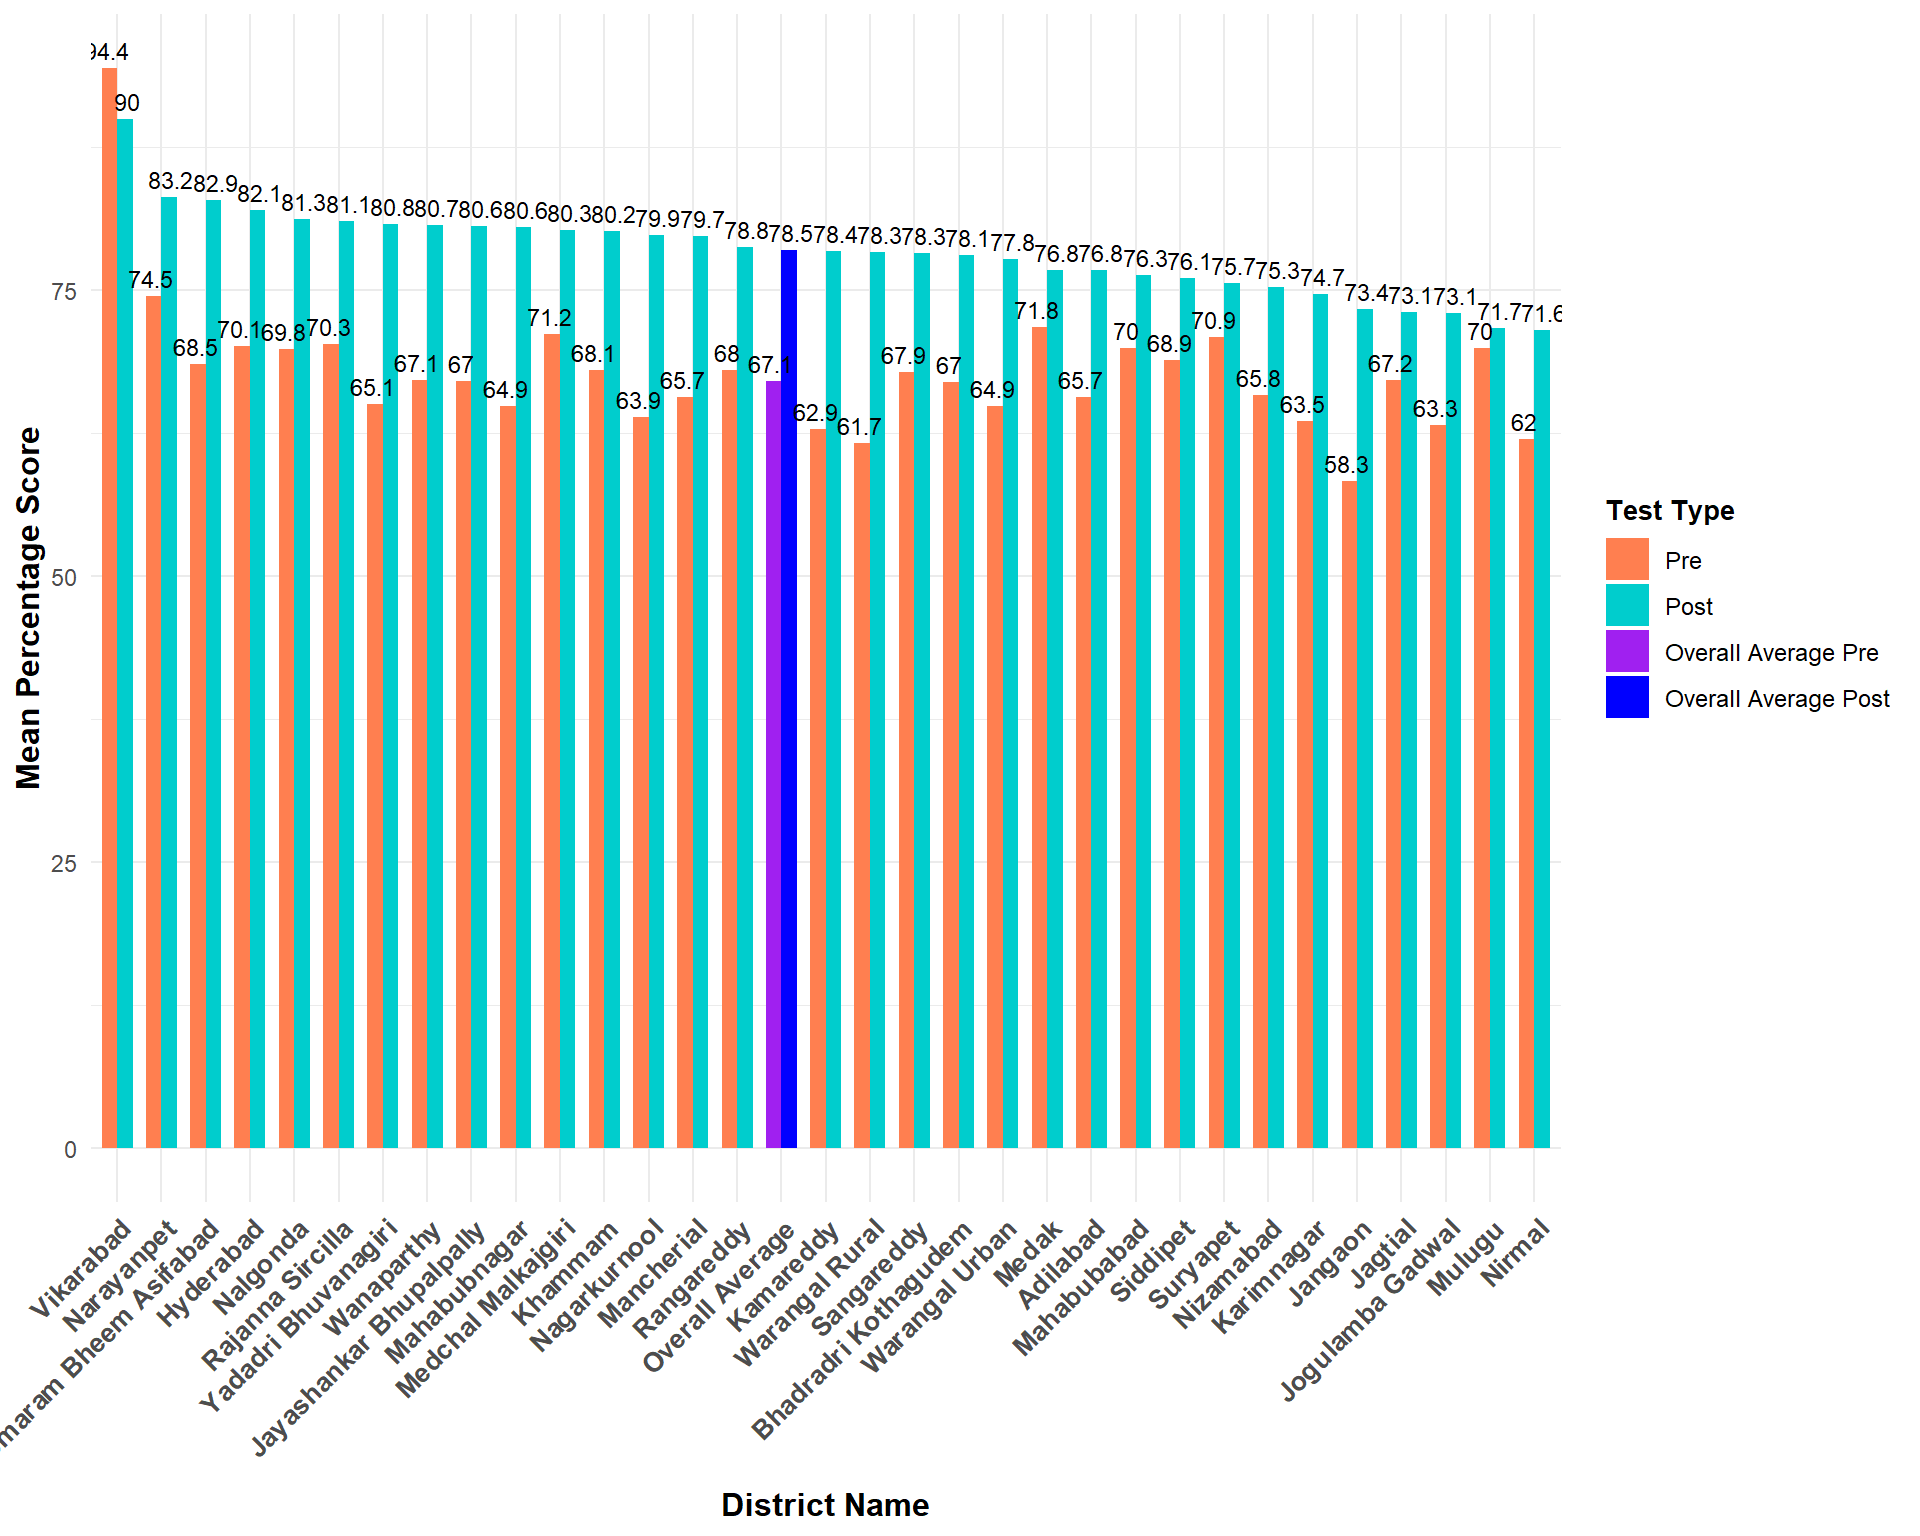 94.4
90
74.5
83.2
68.5
82.9
70.1
82.1
69.8
81.3
70.3
81.1
65.1
80.8
67.1
80.7
67
80.6
64.9
80.6
71.2
80.3
68.1
80.2
63.9
79.9
65.7
79.7
68
78.8
67.1
78.5
62.9
78.4
61.7
78.3
67.9
78.3
67
78.1
64.9
77.8
71.8
76.8
65.7
76.8
70
76.3
68.9
76.1
70.9
75.7
65.8
75.3
63.5
74.7
58.3
73.4
67.2
73.1
63.3
73.1
70
71.7
62
71.6
75
50
25
0
Mean Percentage Score
Vikarabad
Narayanpet
maram Bheem Asifabad
Hyderabad
Nalgonda
Rajanna Sircilla
Yadadri Bhuvanagiri
Wanaparthy
Jayashankar Bhupalpally
Mahabubnagar
Medchal Malkajgiri
Khammam
Nagarkurnool
Mancherial
Rangareddy
Overall Average
Kamareddy
Warangal Rural
Sangareddy
Bhadradri Kothagudem
Warangal Urban
Medak
Adilabad
Mahabubabad
Siddipet
Suryapet
Nizamabad
Karimnagar
Jangaon
Jagtial
Jogulamba Gadwal
Mulugu
Nirmal
District Name
Test Type
Pre
Post
Overall Average Pre
Overall Average Post